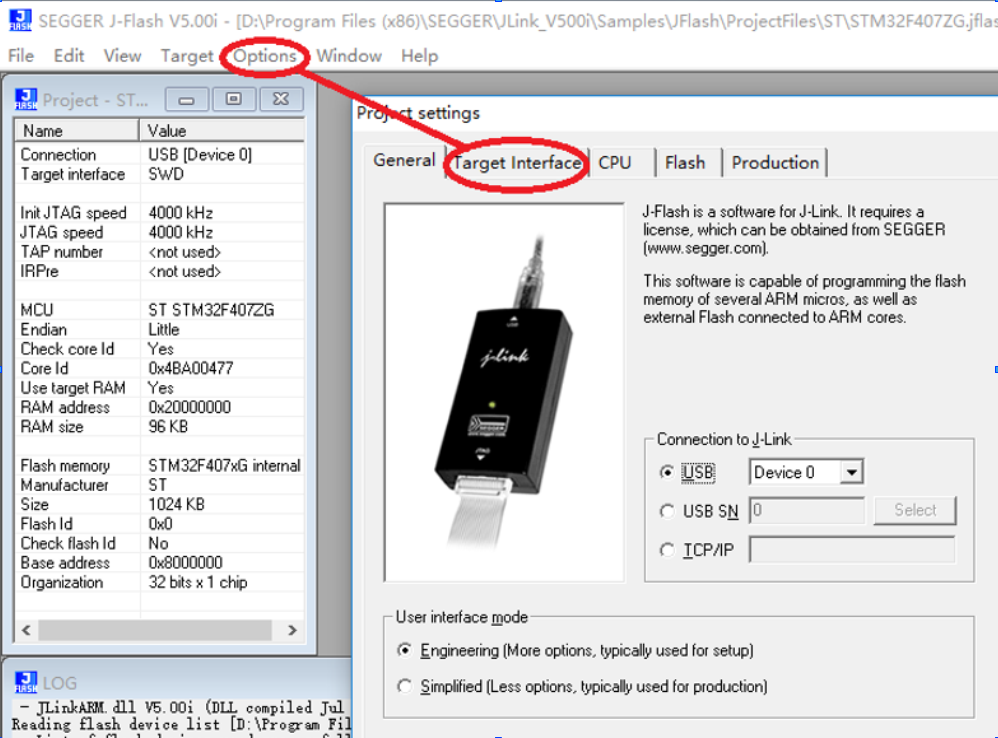 SEGGER J-Flash V5.00i - [D:\Program Files (x86)\SEGGER\JLink_V500i\Samples\JFlash\ProjectFiles\ST\STM32F407ZG.jflas
File Edit View Target Options Window Help
Project - ST...
Name Value
Connection USB [Device 0]
Target interface SWD
Init JTAG speed 4000 kHz
JTAG speed 4000 kHz
TAP number <not used>
IRPre <not used>
MCU ST STM32F407ZG
Endian Little
Check core Id Yes
Core Id 0x4BA00477
Use target RAM Yes
RAM address 0x20000000
RAM size 96 KB
Flash memory STM32F407xG internal
Manufacturer ST
Size 1024 KB
Flash Id 0x0
Check flash Id No
Base address 0x8000000
Organization 32 bits x 1 chip
LOG
- JLinkARM.dll V5.00i (DLL compiled Jul
Reading flash device list [D:\Program Fil
Project settings
General Target Interface CPU Flash Production
USB
J-Link
SEGGER
www.segger.com
JTAG
J-Flash is a software for J-Link. It requires a
license, which can be obtained from SEGGER
(www.segger.com).
This software is capable of programming the flash
memory of several ARM micros, as well as
external Flash connected to ARM cores.
Connection to J-Link
USB Device 0
USB SN 0 Select
TCP/IP
User interface mode
Engineering (More options, typically used for setup)
Simplified (Less options, typically used for production)